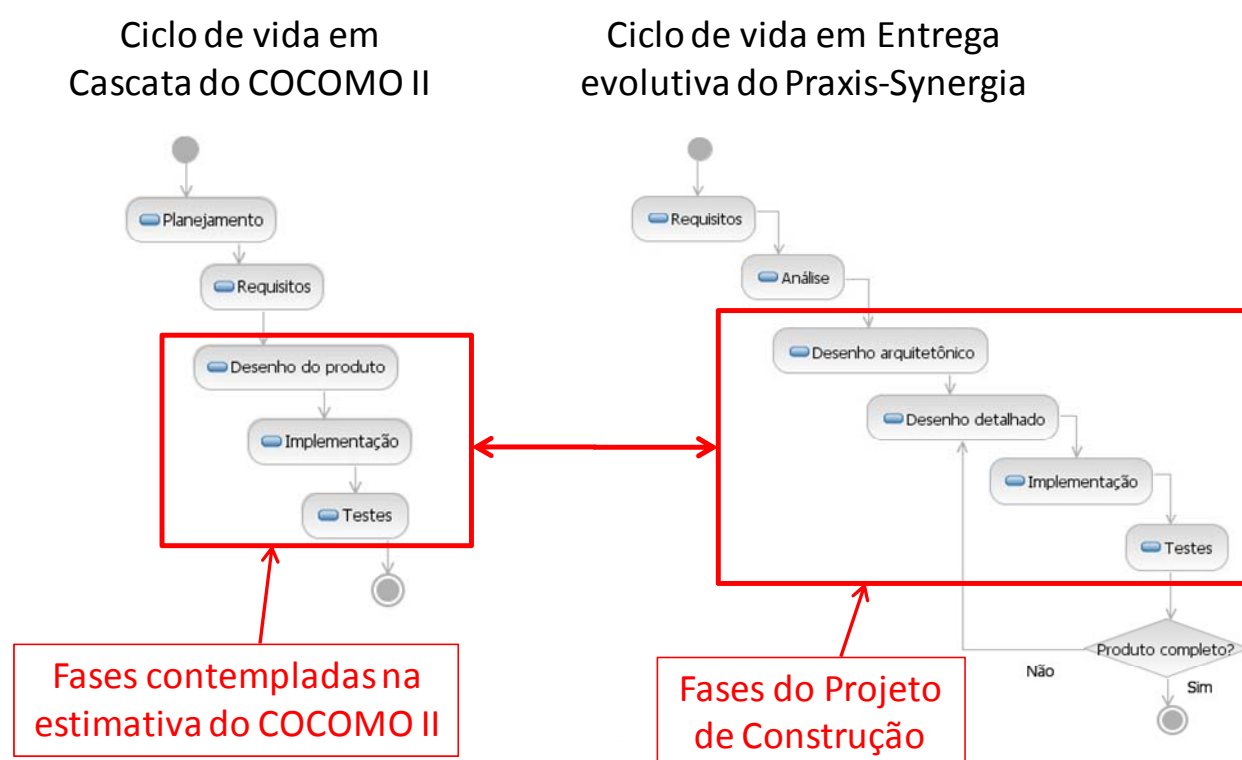 Ciclo de vida em
Cascata do COCOMO II
Planejamento
Requisitos
Desenho do produto
Implementação
Testes
Fases contempladas na
estimativa do COCOMO II
Ciclo de vida em Entrega
evolutiva do Praxis-Synergia
Requisitos
Análise
Desenho arquitetônico
Desenho detalhado
Implementação
Testes
Produto completo?
Não
Sim
Fases do Projeto
de Construção